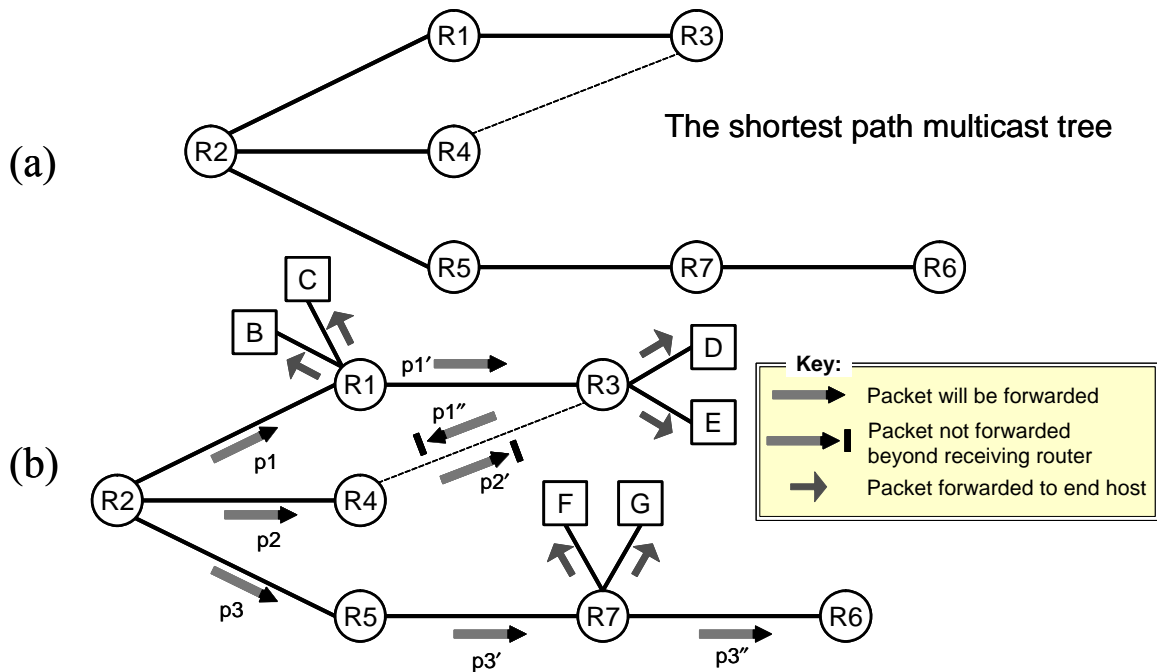 R1
R3
The shortest path multicast tree
(a)
R2
R4
R5
R7
R6
C
B
D
p1′
R1
R3
E
p1″
p1
p2′
(b)
R2
R4
p2
F
G
p3
R5
R7
R6
p3′
p3″
Key:
Packet will be forwarded
Packet not forwarded
beyond receiving router
Packet forwarded to end host